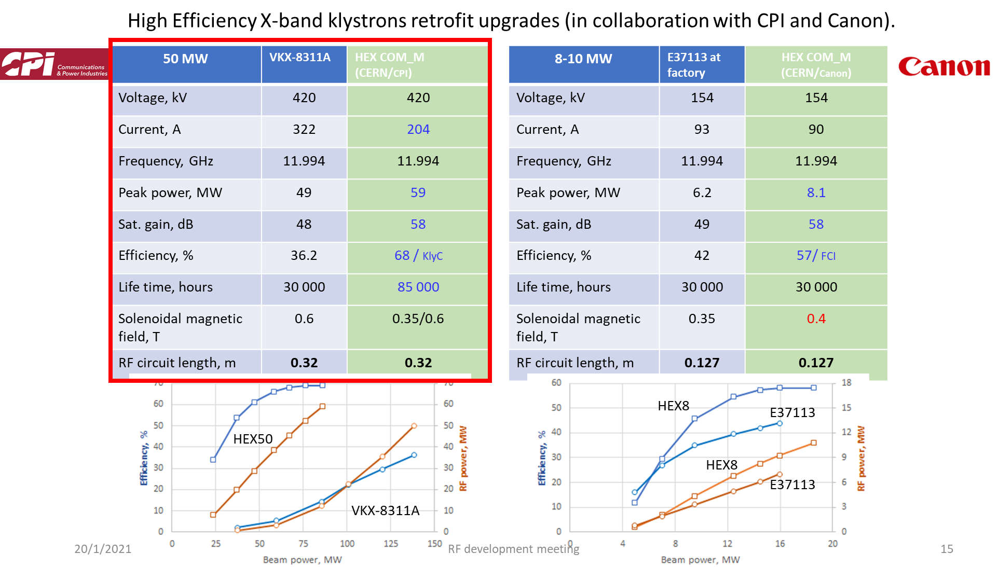 High Efficiency X-band klystrons retrofit upgrades (in collaboration with CPI and Canon).
CPI Communications
& Power Industries
50 MW VKX-8311A HEX COM_M
(CERN/CPI)
Voltage, kV 420 420
Current, A 322 204
Frequency, GHz 11.994 11.994
Peak power, MW 49 59
Sat. gain, dB 48 58
Efficiency, % 36.2 68 / KlyC
Life time, hours 30 000 85 000
Solenoidal magnetic 0.6 0.35/0.6
field, T
RF circuit length, m 0.32 0.32
8-10 MW E37113 at HEX COM_M
factory (CERN/Canon)
Voltage, kV 154 154
Current, A 93 90
Frequency, GHz 11.994 11.994
Peak power, MW 6.2 8.1
Sat. gain, dB 49 58
Efficiency, % 42 57/ FCI
Life time, hours 30 000 30 000
Solenoidal magnetic 0.35 0.4
field, T
RF circuit length, m 0.127 0.127
Canon
70 70
60 60
50 50
40 40
30 30
20 20
10 10
0 0
Efficiency, %
RF power, MW
HEX50
VKX-8311A
0 25 50 75 100 125 150
Beam power, MW
60 18
50 15
40 12
30 9
20 6
10 3
0 0
Efficiency, %
RF power, MW
HEX8
E37113
HEX8
E37113
0 4 8 12 16 20
Beam power, MW
20/1/2021
RF development meeting
15